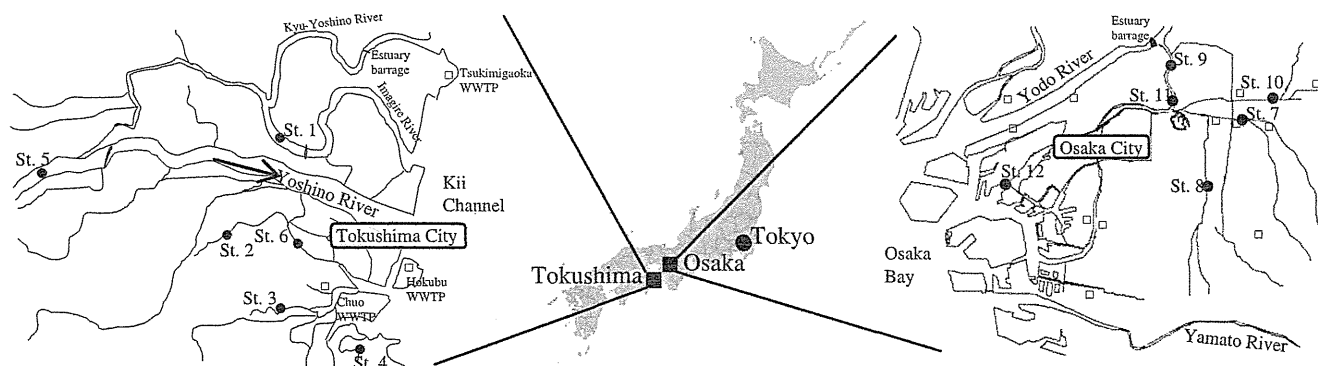 Kyu-Yoshino River
Estuary
barrage
Tsukimigaoka
WWTP
Imagire River
St. 1
St. 5
Yoshino River
Kii
Channel
Tokushima City
St. 2
St. 6
Hokubu
WWTP
St. 3
Chuo
WWTP
St. 4
Tokyo
Osaka
Tokushima
Estuary
barrage
Yodo River
St. 9
St. 10
St. 11
St. 7
Osaka City
St. 12
St. 8
Osaka
Bay
Yamato River